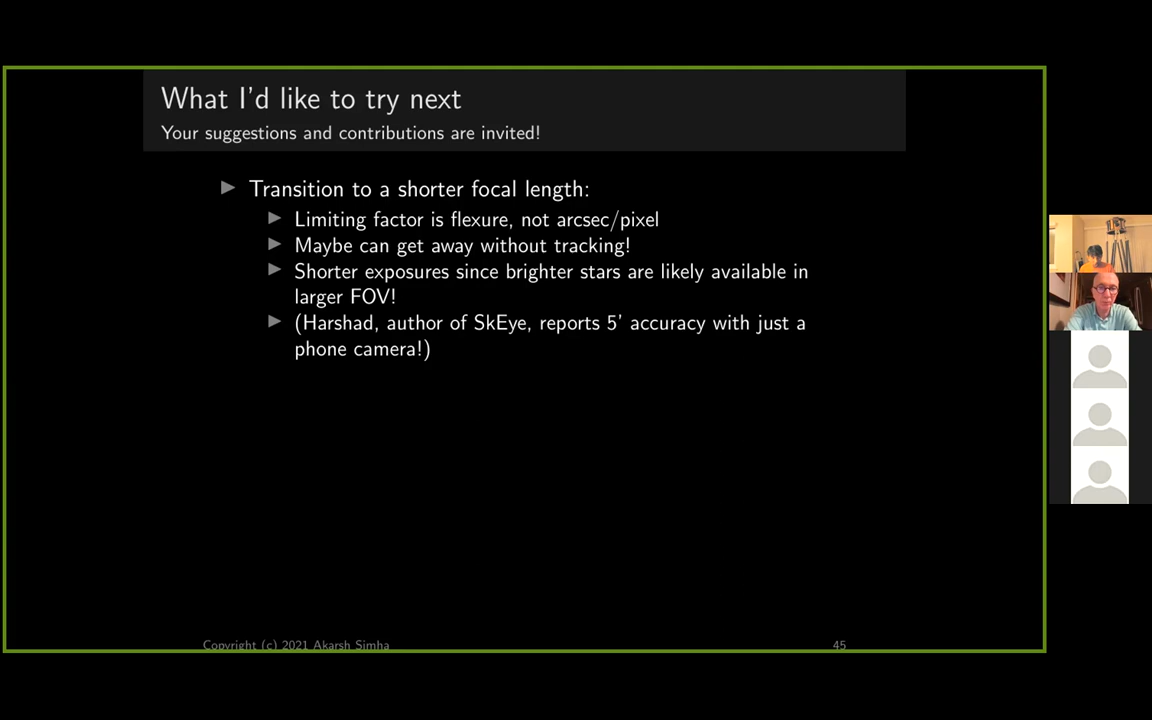 What I'd like to try next
Your suggestions and contributions are invited!
Transition to a shorter focal length:
Limiting factor is flexure, not arcsec/pixel
Maybe can get away without tracking!
Shorter exposures since brighter stars are likely available in
larger FOV!
(Harshad, author of SkEye, reports 5' accuracy with just a
phone camera!)
Copyright (c) 2021 Akarsh Simha
45